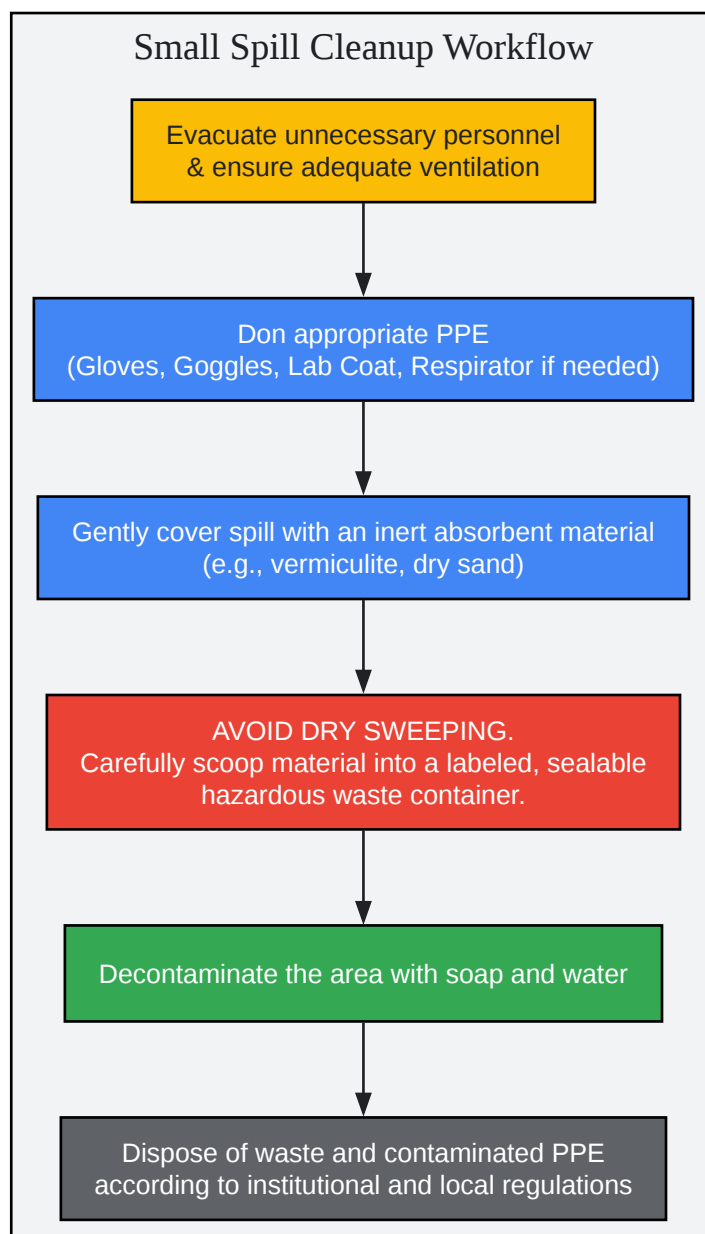 Small Spill Cleanup Workflow
Evacuate unnecessary personnel
& ensure adequate ventilation
Don appropriate PPE
(Gloves, Goggles, Lab Coat, Respirator if needed)
Gently cover spill with an inert absorbent material
(e.g., vermiculite, dry sand)
AVOID DRY SWEEPING.
Carefully scoop material into a labeled, sealable
hazardous waste container.
Decontaminate the area with soap and water
Dispose of waste and contaminated PPE
according to institutional and local regulations